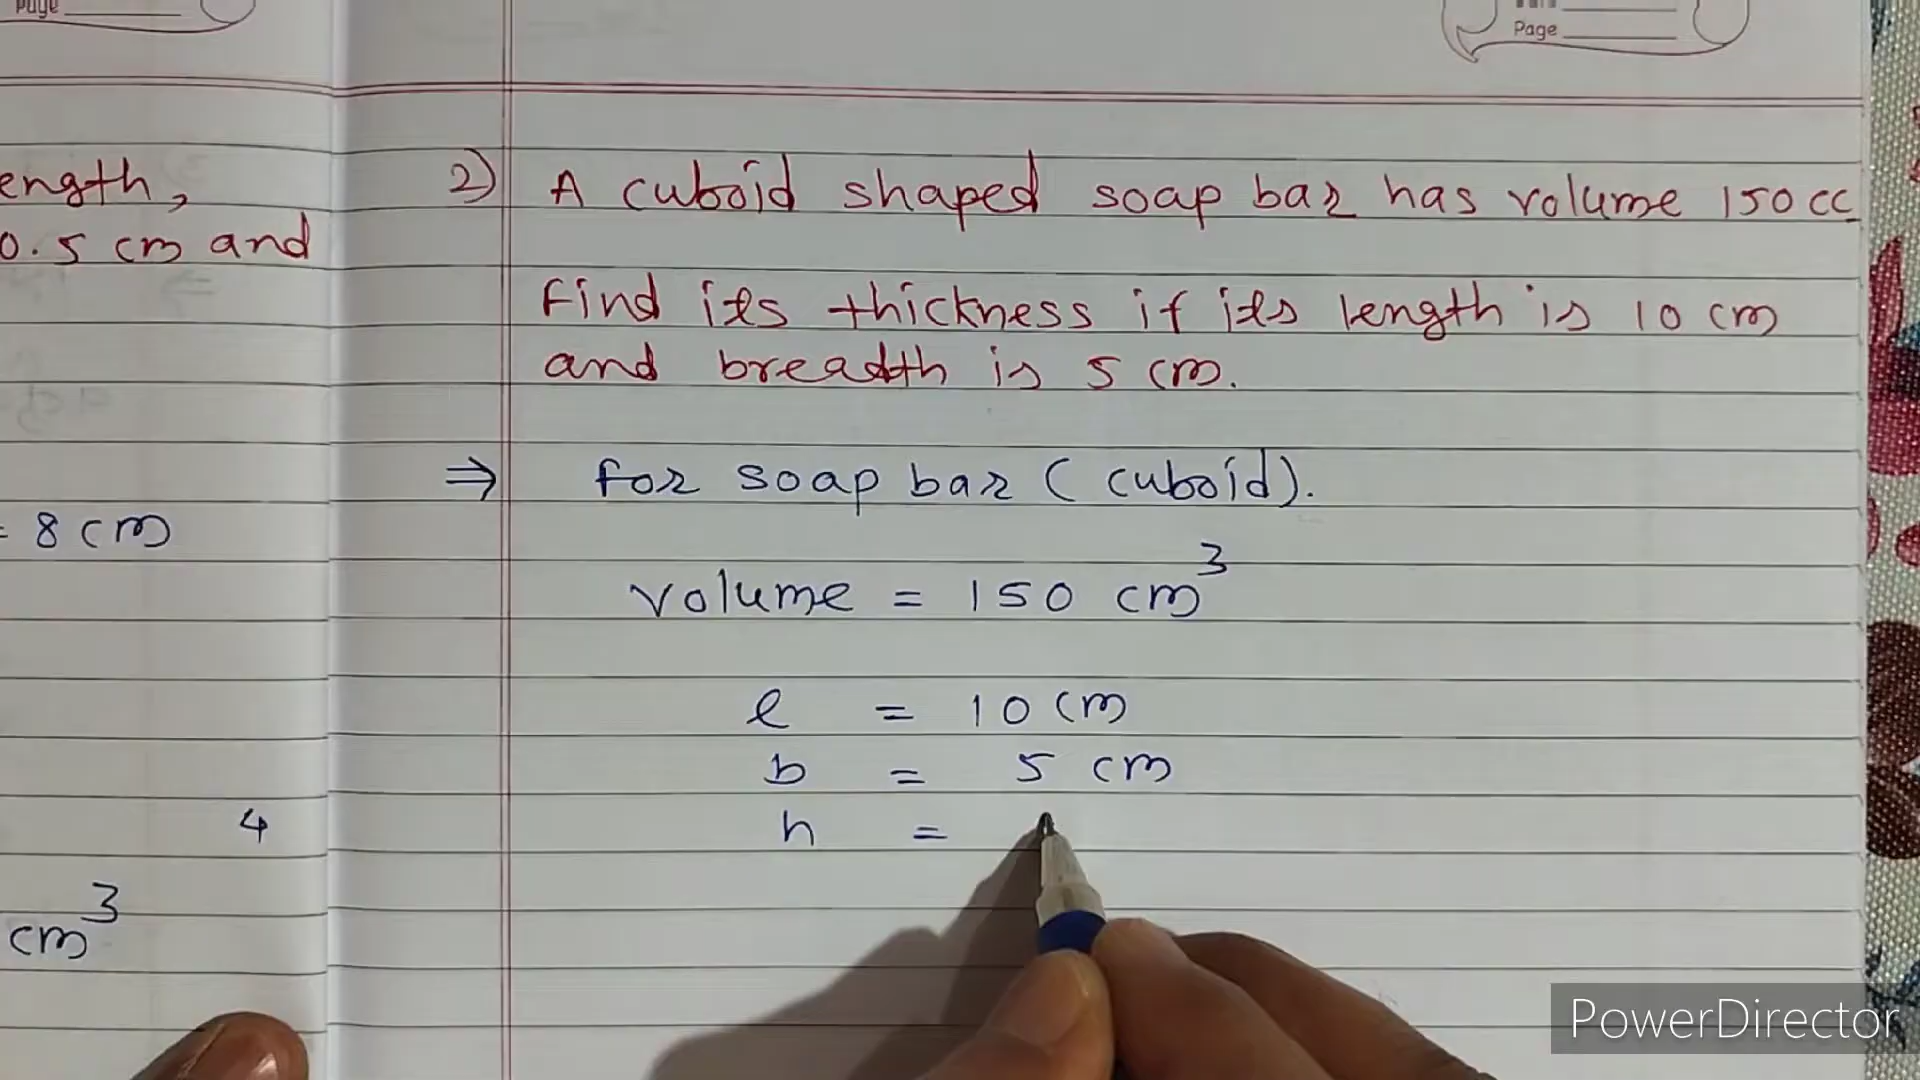 Page
Page
ength,
0.5 cm and
= 8 cm
4
cm³
2) A cuboid shaped soap bar has volume 150 cc
Find its thickness if its length is 10 cm
and breadth is 5 cm.
⇒ For soap bar (cuboid).
volume = 150 cm³
l = 10 cm
b = 5 cm
h =
PowerDirector